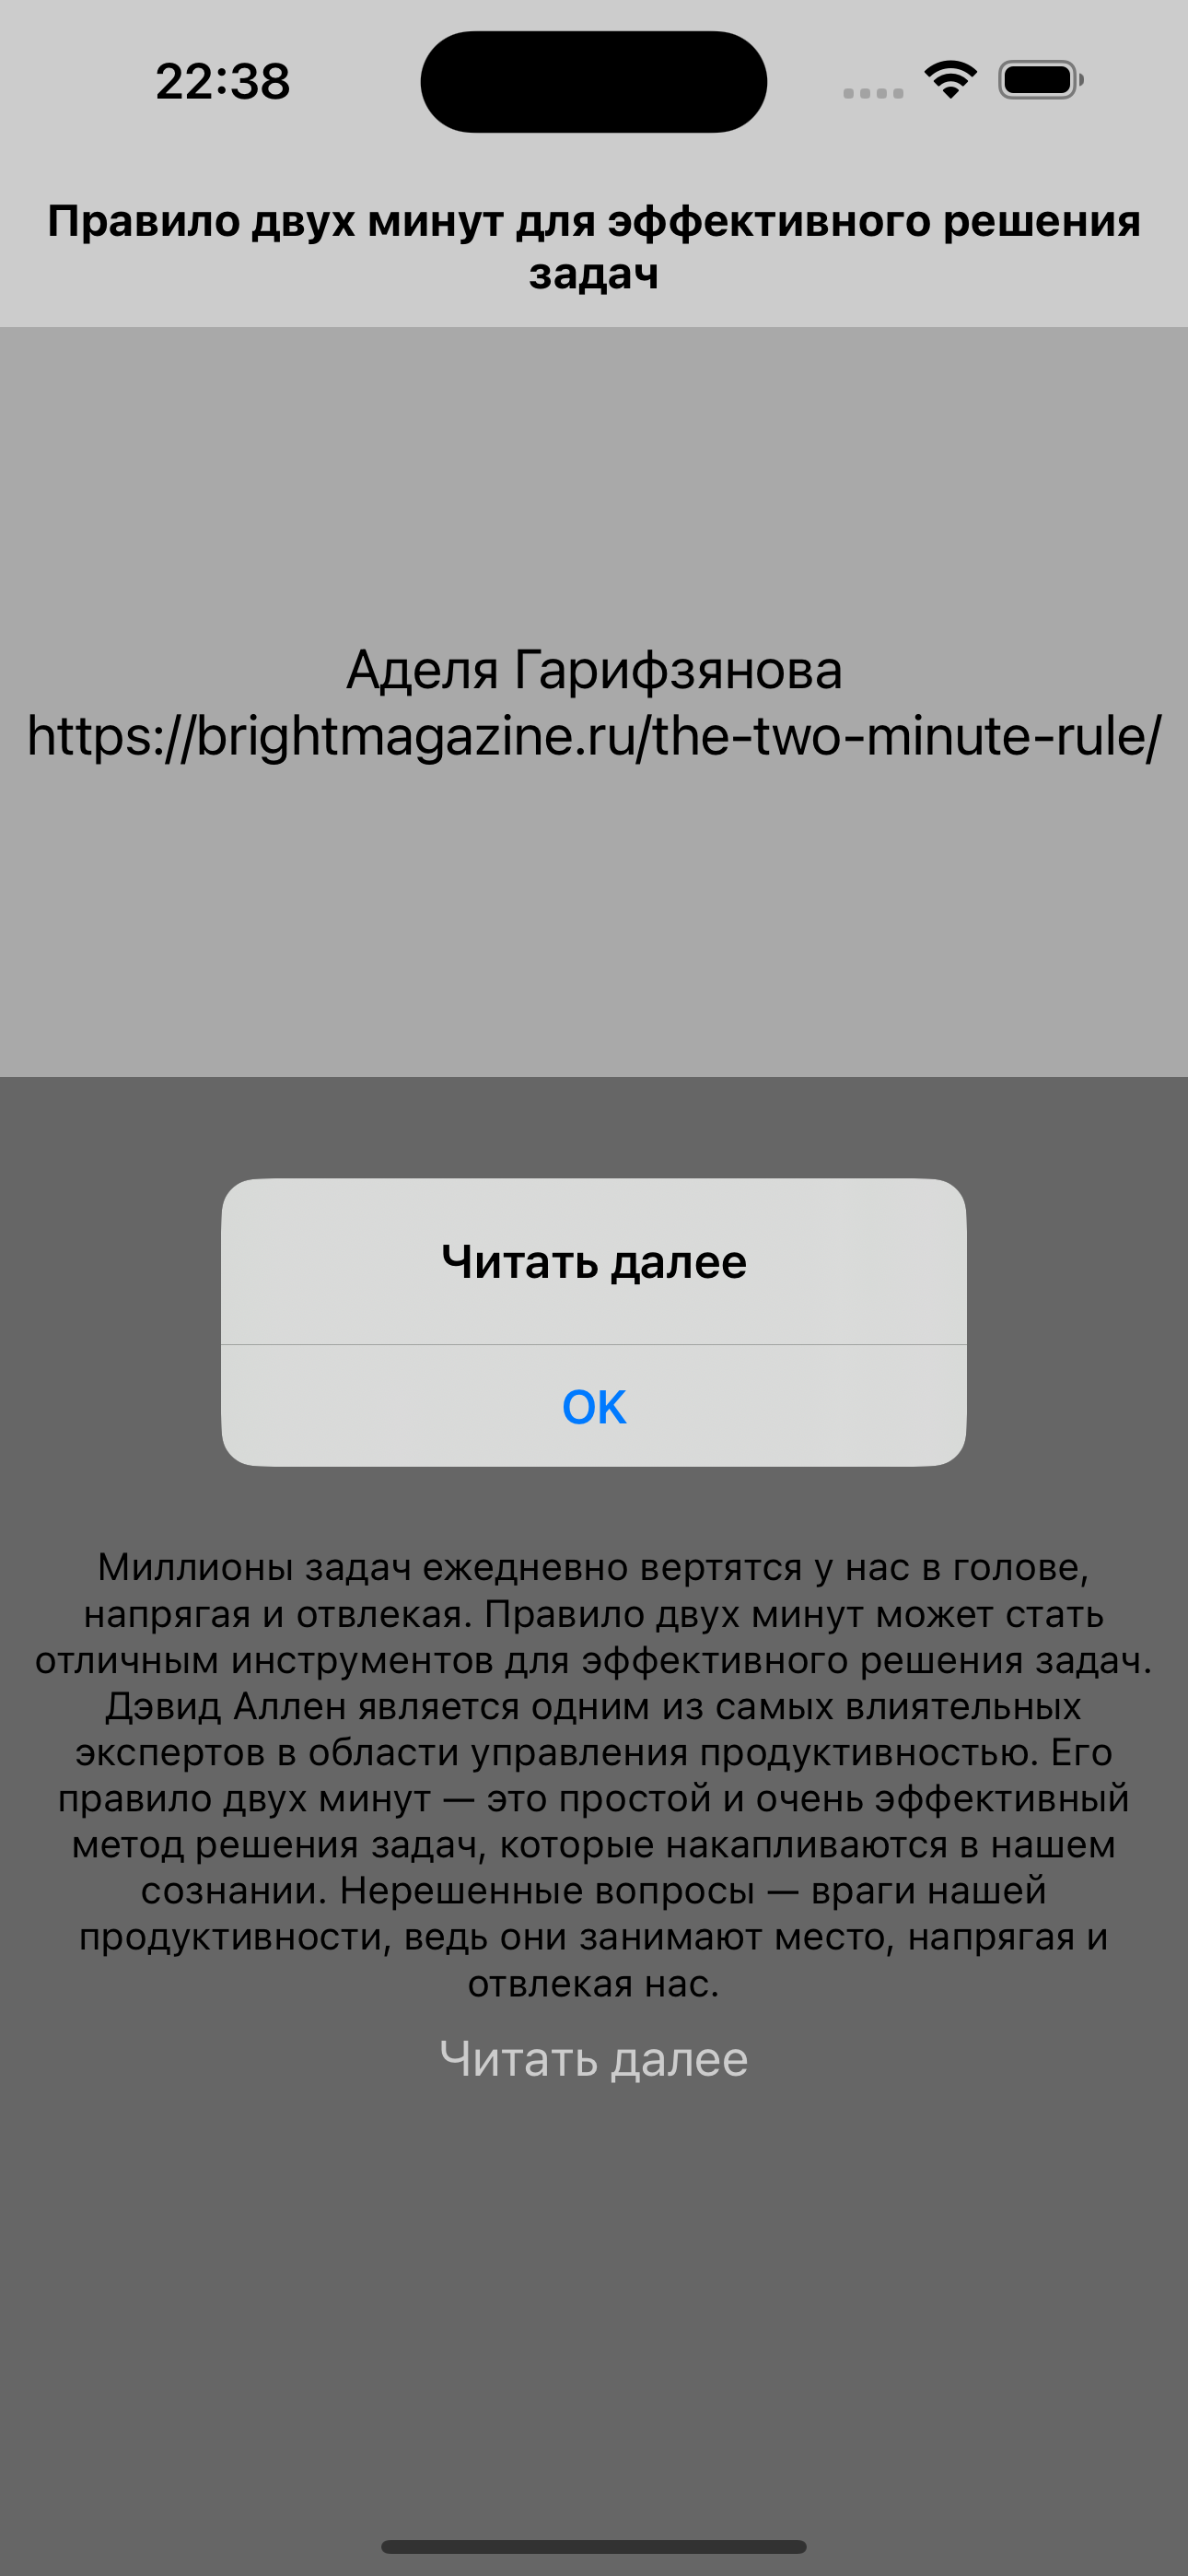 22:38
Правило двух минут для эффективного решения
задач
Аделя Гарифзянова
https://brightmagazine.ru/the-two-minute-rule/
Читать далее
OK
Миллионы задач ежедневно вертятся у нас в голове,
напрягая и отвлекая. Правило двух минут может стать
отличным инструментов для эффективного решения задач.
Дэвид Аллен является одним из самых влиятельных
экспертов в области управления продуктивностью. Его
правило двух минут — это простой и очень эффективный
метод решения задач, которые накапливаются в нашем
сознании. Нерешенные вопросы — враги нашей
продуктивности, ведь они занимают место, напрягая и
отвлекая нас.
Читать далее